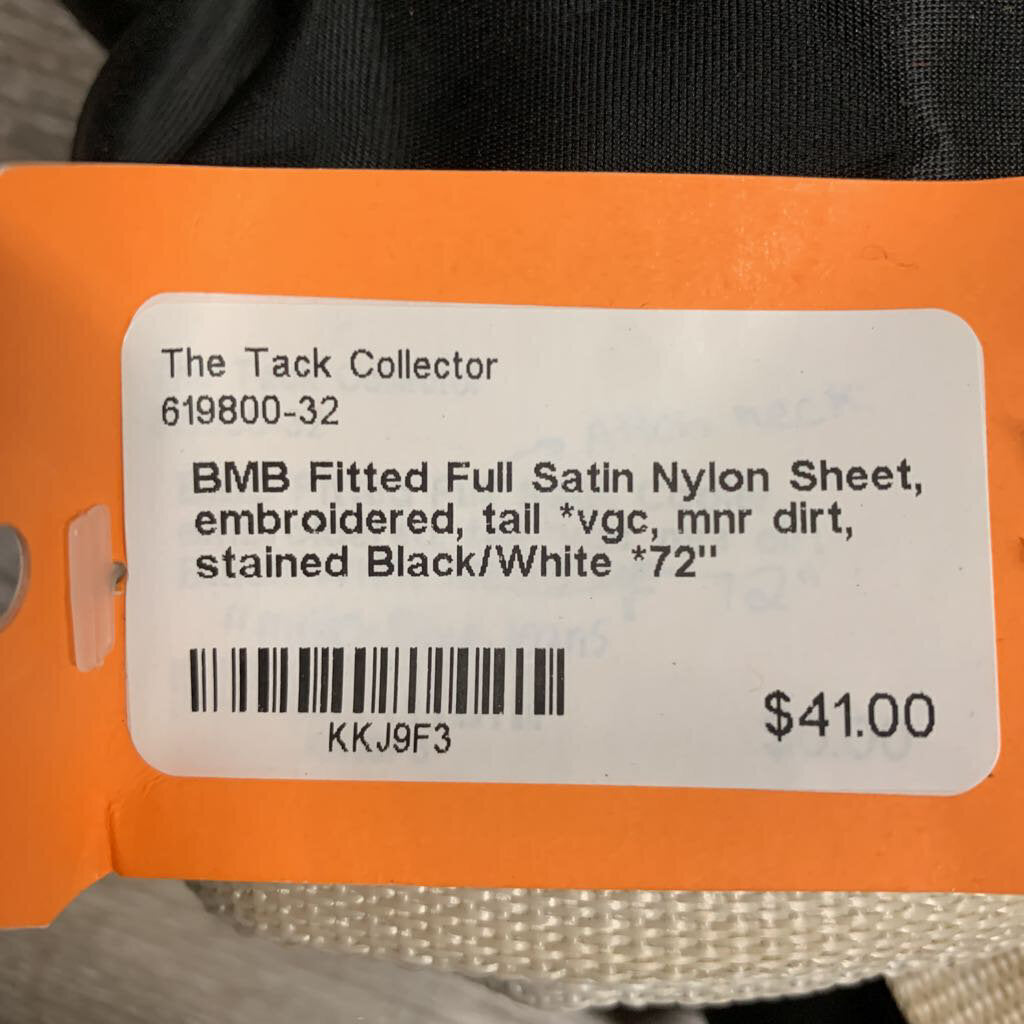 The Tack Collector
619800-32
BMB Fitted Full Satin Nylon Sheet,
embroidered, tail *vgc, mnr dirt,
stained Black/White *72"
KKJ9F3
$41.00